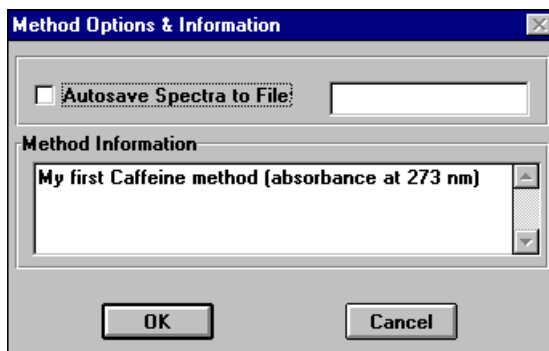 Method Options & Information
Autosave Spectra to File:
Method Information
My first Caffeine method (absorbance at 273 nm)
OK
Cancel